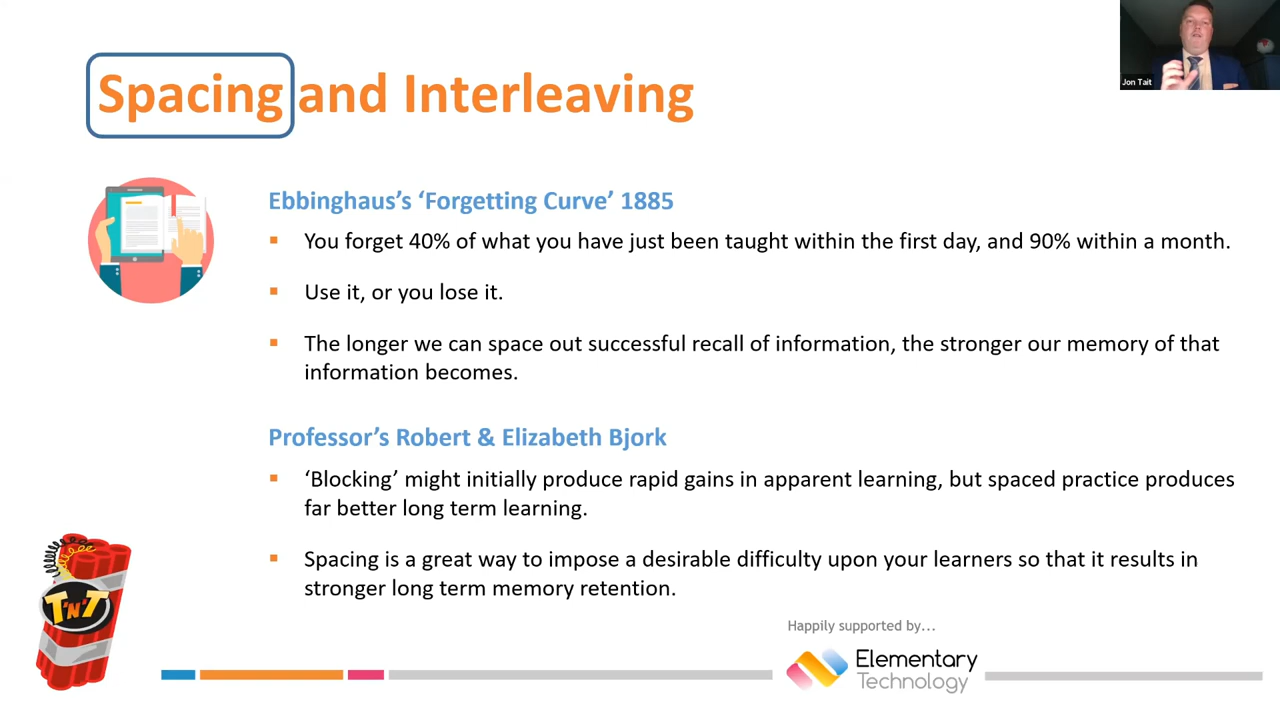 Jon Tait
Spacing and Interleaving
Ebbinghaus’s ‘Forgetting Curve’ 1885
You forget 40% of what you have just been taught within the first day, and 90% within a month.
Use it, or you lose it.
The longer we can space out successful recall of information, the stronger our memory of that
information becomes.
Professor’s Robert & Elizabeth Bjork
‘Blocking’ might initially produce rapid gains in apparent learning, but spaced practice produces
far better long term learning.
Spacing is a great way to impose a desirable difficulty upon your learners so that it results in
stronger long term memory retention.
T'N'T
Happily supported by...
Elementary
Technology